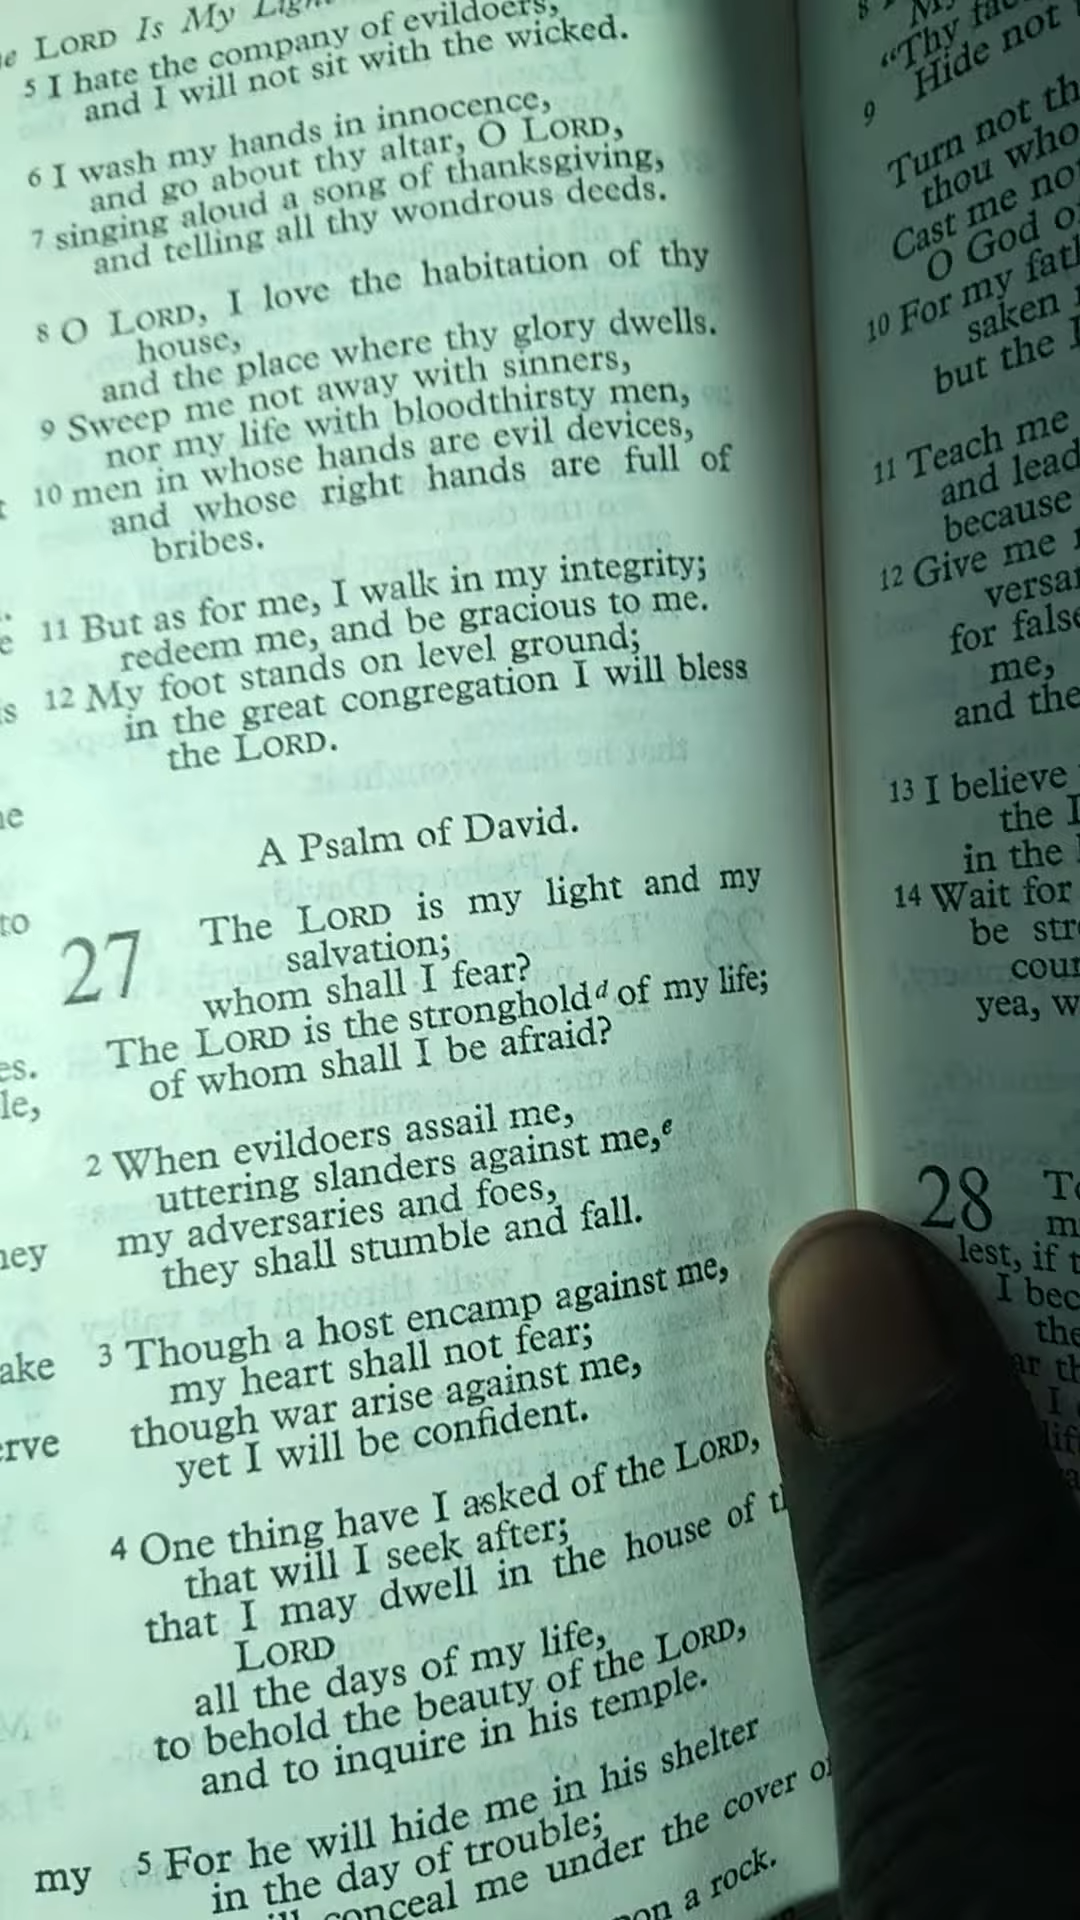 LORD Is My Light
5 I hate the company of evildoers,
and I will not sit with the wicked.
6 I wash my hands in innocence,
and go about thy altar, O LORD,
7 singing aloud a song of thanksgiving,
and telling all thy wondrous deeds.
8 O LORD, I love the habitation of thy
house,
and the place where thy glory dwells.
9 Sweep me not away with sinners,
nor my life with bloodthirsty men,
10 men in whose hands are evil devices,
and whose right hands are full of
bribes.
11 But as for me, I walk in my integrity;
redeem me, and be gracious to me.
12 My foot stands on level ground;
in the great congregation I will bless
the LORD.
A Psalm of David.
27 The LORD is my light and my
salvation;
whom shall I fear?
The LORD is the stronghold d of my life;
of whom shall I be afraid?
2 When evildoers assail me,
uttering slanders against me, e
my adversaries and foes,
they shall stumble and fall.
3 Though a host encamp against me,
my heart shall not fear;
though war arise against me,
yet I will be confident.
4 One thing have I asked of the LORD,
that will I seek after;
that I may dwell in the house of
LORD
all the days of my life,
to behold the beauty of the LORD,
and to inquire in his temple.
5 For he will hide me in his shelter
in the day of trouble;
conceal me under the cover
a rock.
my
8
"Thy
Hide not
9
Turn not
thou who
Cast me
O God
10 For my
saken
but the
11 Teach me
and lead
because
12 Give me
for
me,
and the
13 I believe
the
in the
14 Wait for
be
yea,
28
lest, if
I